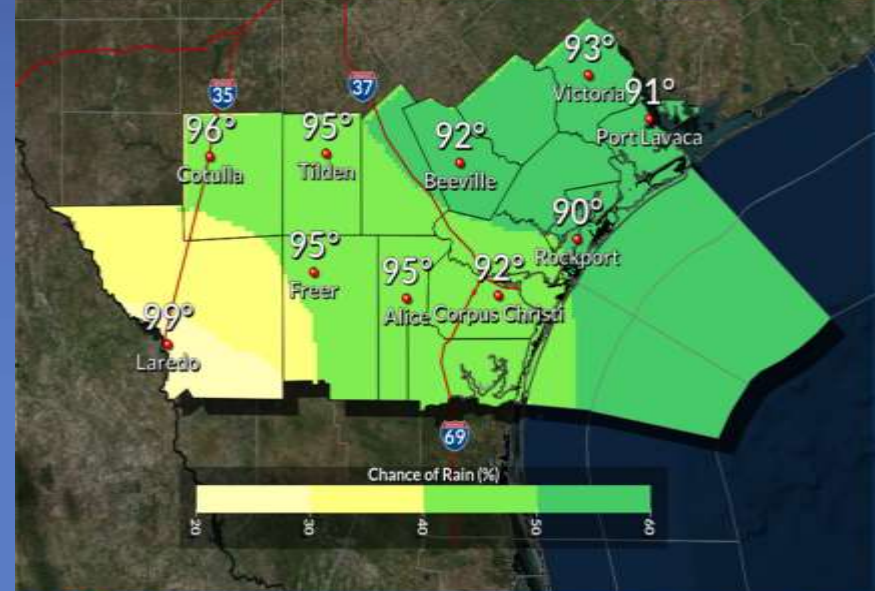 93°
Victoria
91°
Port Lavaca
35
37
96°
Cotulla
95°
Tilden
92°
Beeville
90°
Rockport
95°
Freer
95°
Alice
92°
Corpus Christi
99°
Laredo
69
Chance of Rain (%)
20 30 40 50 60